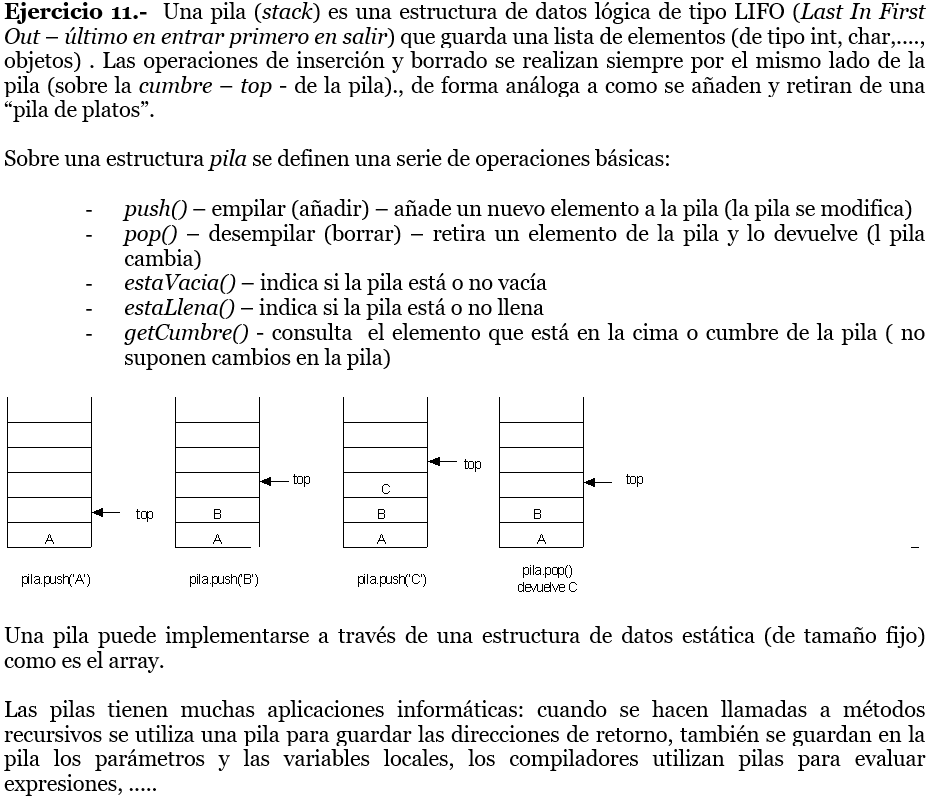 Ejercicio 11.- Una pila (stack) es una estructura de datos lógica de tipo LIFO (Last In First
Out – último en entrar primero en salir) que guarda una lista de elementos (de tipo int, char,....,
objetos) . Las operaciones de inserción y borrado se realizan siempre por el mismo lado de la
pila (sobre la cumbre – top - de la pila)., de forma análoga a como se añaden y retiran de una
“pila de platos”.
Sobre una estructura pila se definen una serie de operaciones básicas:
- push() – empilar (añadir) – añade un nuevo elemento a la pila (la pila se modifica)
- pop() – desempilar (borrar) – retira un elemento de la pila y lo devuelve (l pila
cambia)
- estaVacia() – indica si la pila está o no vacía
- estaLlena() – indica si la pila está o no llena
- getCumbre() - consulta el elemento que está en la cima o cumbre de la pila ( no
suponen cambios en la pila)
top
A
pila.push('A')
top
B
A
pila.push('B')
top
C
B
A
pila.push('C')
top
B
A
pila.pop()
devuelve C
Una pila puede implementarse a través de una estructura de datos estática (de tamaño fijo)
como es el array.
Las pilas tienen muchas aplicaciones informáticas: cuando se hacen llamadas a métodos
recursivos se utiliza una pila para guardar las direcciones de retorno, también se guardan en la
pila los parámetros y las variables locales, los compiladores utilizan pilas para evaluar
expresiones, .....